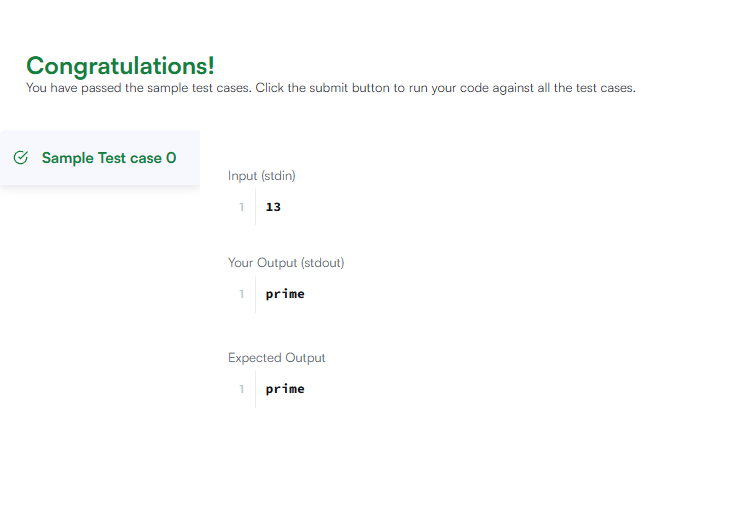 Congratulations!
You have passed the sample test cases. Click the submit button to run your code against all the test cases.
Sample Test case 0
Input (stdin)
1 13
Your Output (stdout)
1 prime
Expected Output
1 prime